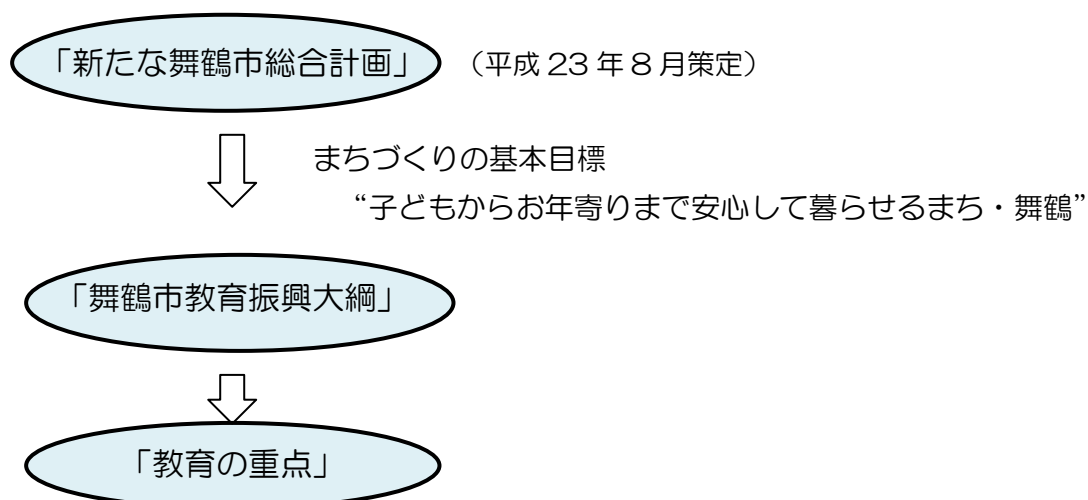 「新たな舞鶴市総合計画」 （平成 23 年 8 月策定）
まちづくりの基本目標
“子どもからお年寄りまで安心して暮らせるまち・舞鶴”
「舞鶴市教育振興大綱」
「教育の重点」